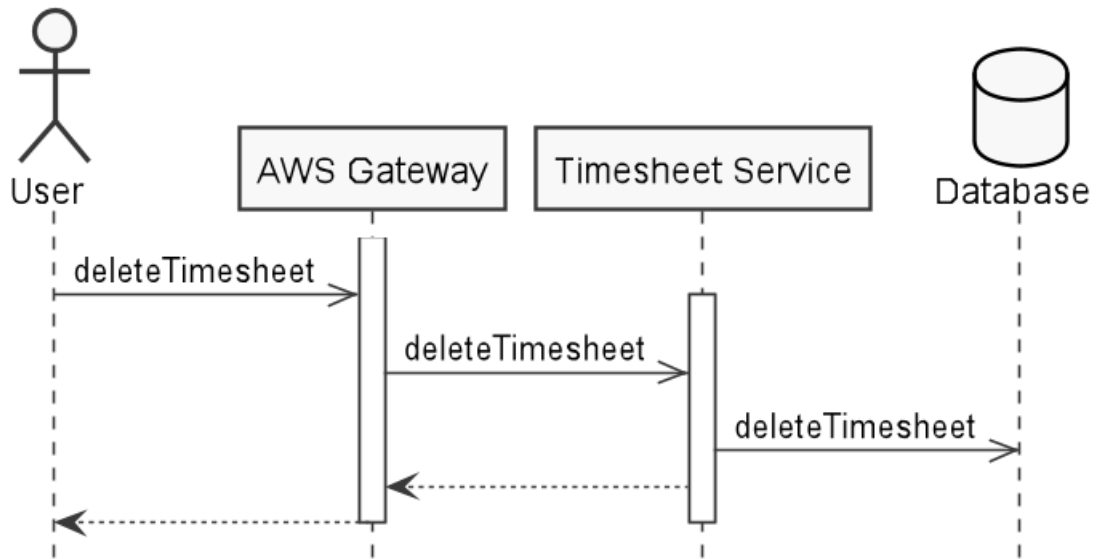 User
AWS Gateway
Timesheet Service
Database
deleteTimesheet
deleteTimesheet
deleteTimesheet